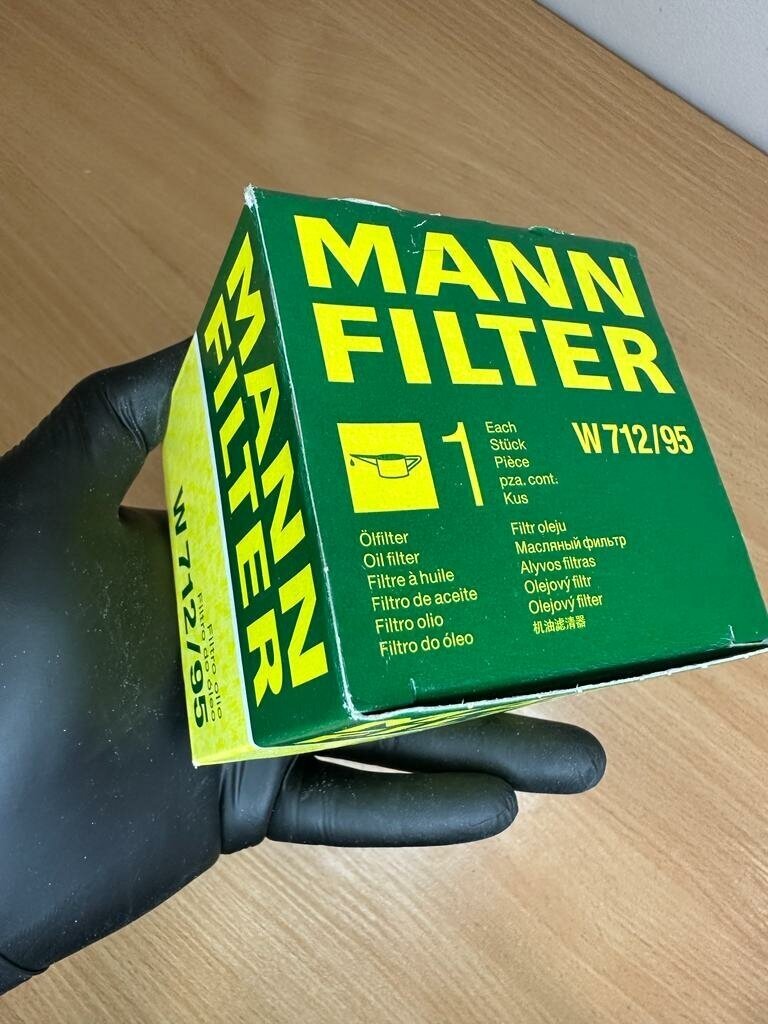 MANN
FILTER
1
Each
Stück
Pièce
pza. cont.
Kus
W 712/95
Ölfilter
Oil filter
Filtre à huile
Filtro de aceite
Filtro olio
Filtro do óleo
Filtr oleju
Масляный фильтр
Alyvos filtras
Olejový filtr
Olejový filter
机油滤清器
MANN
FILTER
W 712/95
Filtro olio
Filtro do óleo